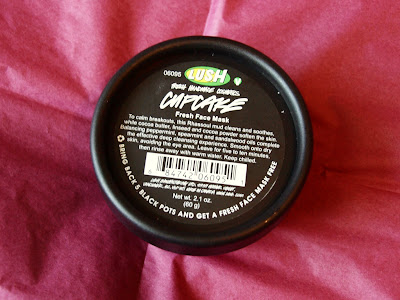 06095
LUSH
FRESH HANDMADE COSMETICS
CUPCAKE
Fresh Face Mask
To calm breakouts, this Rhassoul mud cleans and soothes,
while cocoa butter, linseed and cocoa powder soften the skin.
Balancing peppermint, spearmint and sandalwood oils complete
the effective deep cleansing experience. Smooth onto dry
skin, avoiding the eye area. Leave for five to ten minutes,
then rinse away with warm water. Keep chilled.
Net wt. 2.1 oz.
(60 g)
BRING BACK 5 BLACK POTS AND GET A FRESH FACE MASK FREE